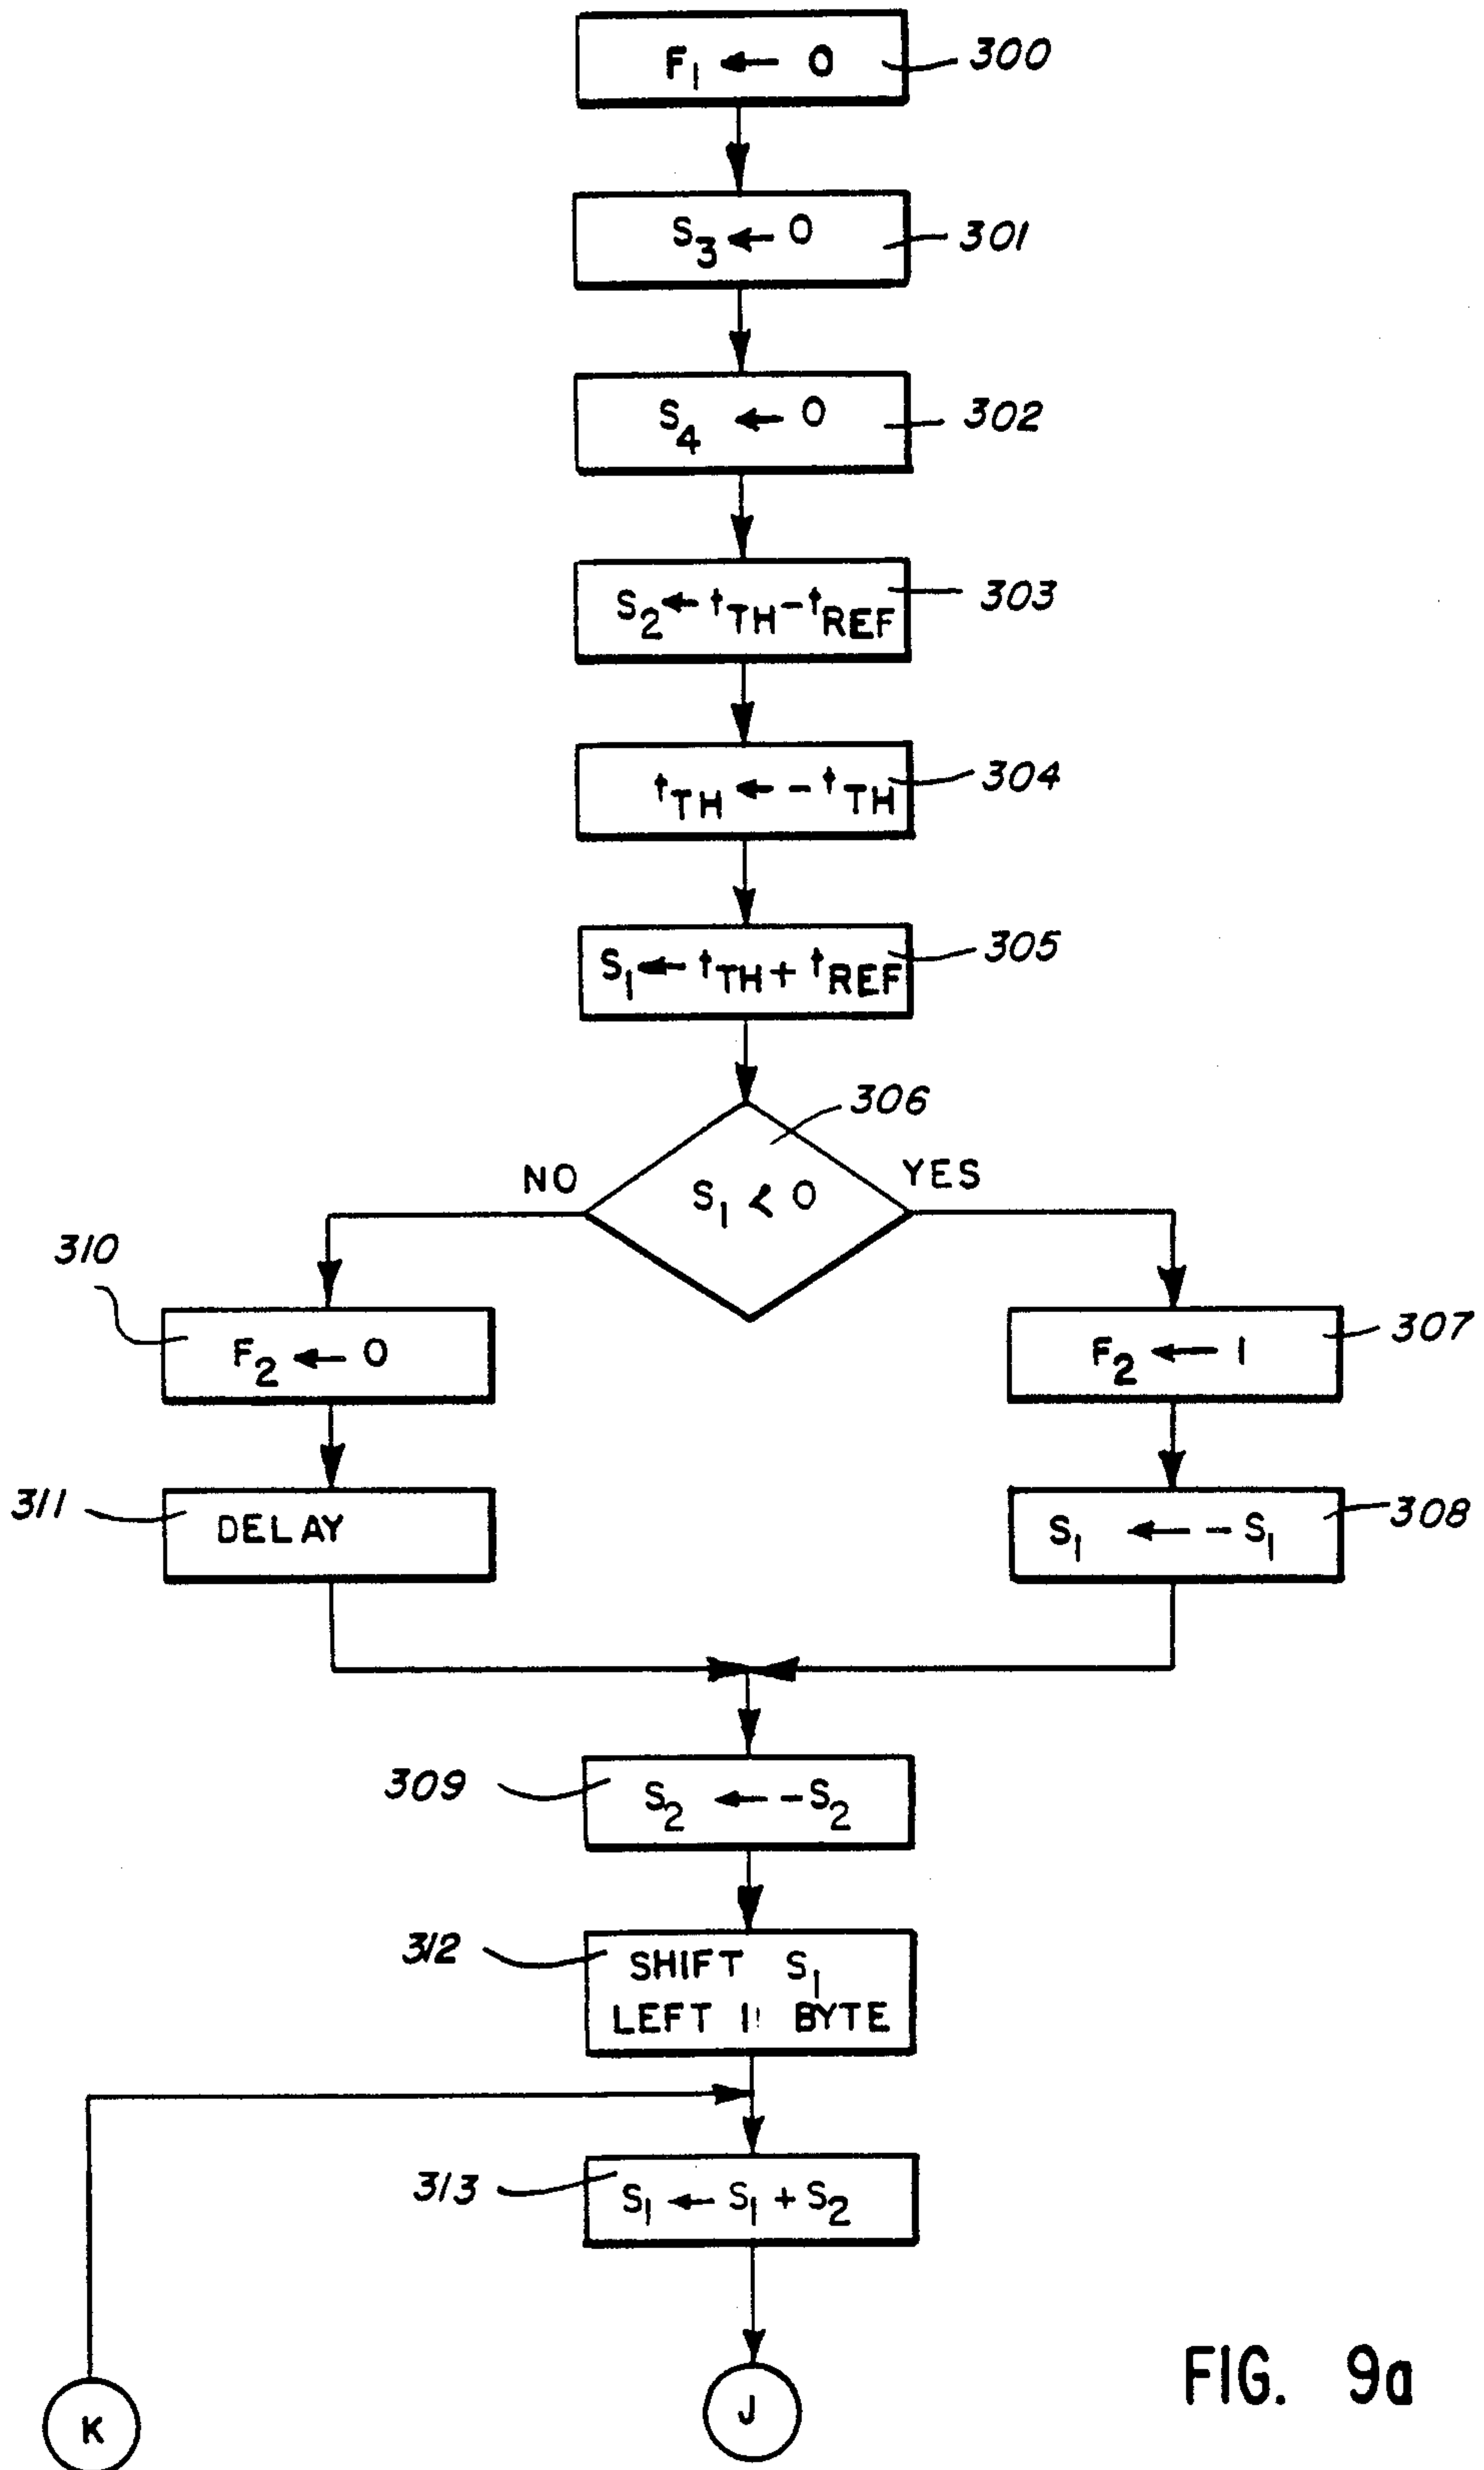 F₁ ← 0 300
S₃ ← 0 301
S₄ ← 0 302
S₂ ← tTH - tREF 303
tTH ← - tTH 304
S₁ ← tTH + tREF 305
306
NO S₁ < 0 YES
310
F₂ ← 0
F₂ ← 1 307
311 DELAY
S₁ ← - S₁ 308
309 S₂ ← - S₂
312 SHIFT S₁
LEFT 1 BYTE
313 S₁ ← S₁ + S₂
K
J
FIG. 9a